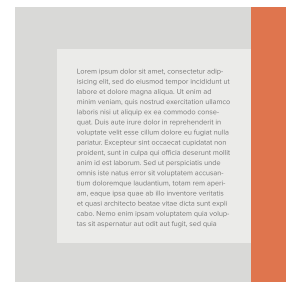 Lorem ipsum dolor sit amet, consectetur adip-
isicing elit, sed do eiusmod tempor incididunt ut
labore et dolore magna aliqua. Ut enim ad
minim veniam, quis nostrud exercitation ullamco
laboris nisi ut aliquip ex ea commodo conse-
quat. Duis aute irure dolor in reprehenderit in
voluptate velit esse cillum dolore eu fugiat nulla
pariatur. Excepteur sint occaecat cupidatat non
proident, sunt in culpa qui officia deserunt mollit
anim id est laborum. Sed ut perspiciatis unde
omnis iste natus error sit voluptatem accusan-
tium doloremque laudantium, totam rem aperi-
am, eaque ipsa quae ab illo inventore veritatis
et quasi architecto beatae vitae dicta sunt expli
cabo. Nemo enim ipsam voluptatem quia volup-
tas sit aspernatur aut odit aut fugit, sed quia